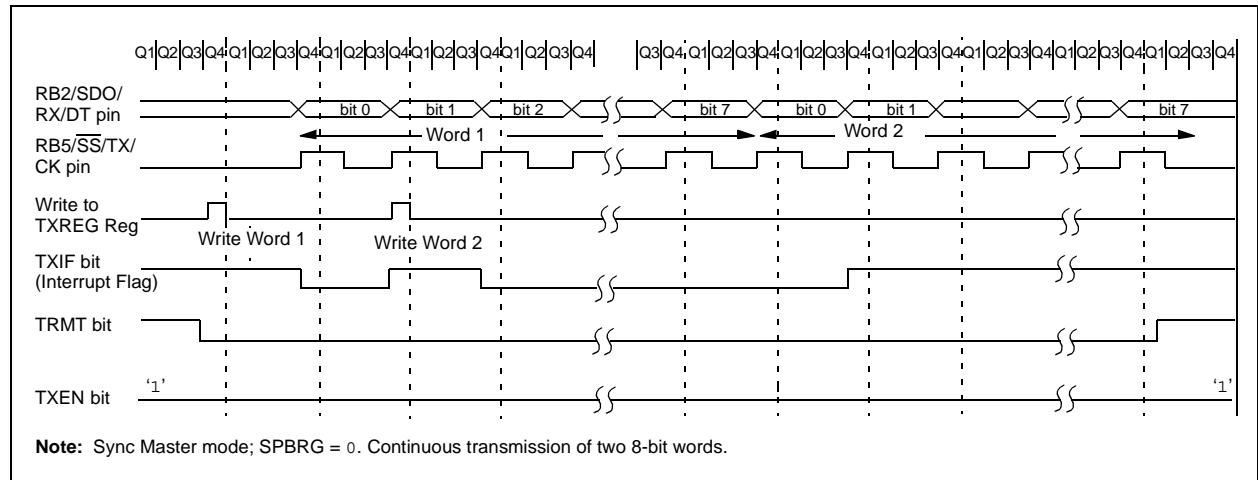 Q1 Q2 Q3 Q4 Q1 Q2 Q3 Q4 Q1 Q2 Q3 Q4 Q1 Q2 Q3 Q4 Q1 Q2 Q3 Q4 Q3 Q4 Q1 Q2 Q3 Q4 Q1 Q2 Q3 Q4 Q1 Q2 Q3 Q4 Q1 Q2 Q3 Q4 Q1 Q2 Q3 Q4 Q1 Q2 Q3 Q4
RB2/SDO/
RX/DT pin
bit 0 bit 1 bit 2 bit 7 bit 0 bit 1 bit 7
Word 1 Word 2
RB5/SS/TX/
CK pin
Write to
TXREG Reg
Write Word 1 Write Word 2
TXIF bit
(Interrupt Flag)
TRMT bit
'1' '1'
TXEN bit
Note: Sync Master mode; SPBRG = 0. Continuous transmission of two 8-bit words.